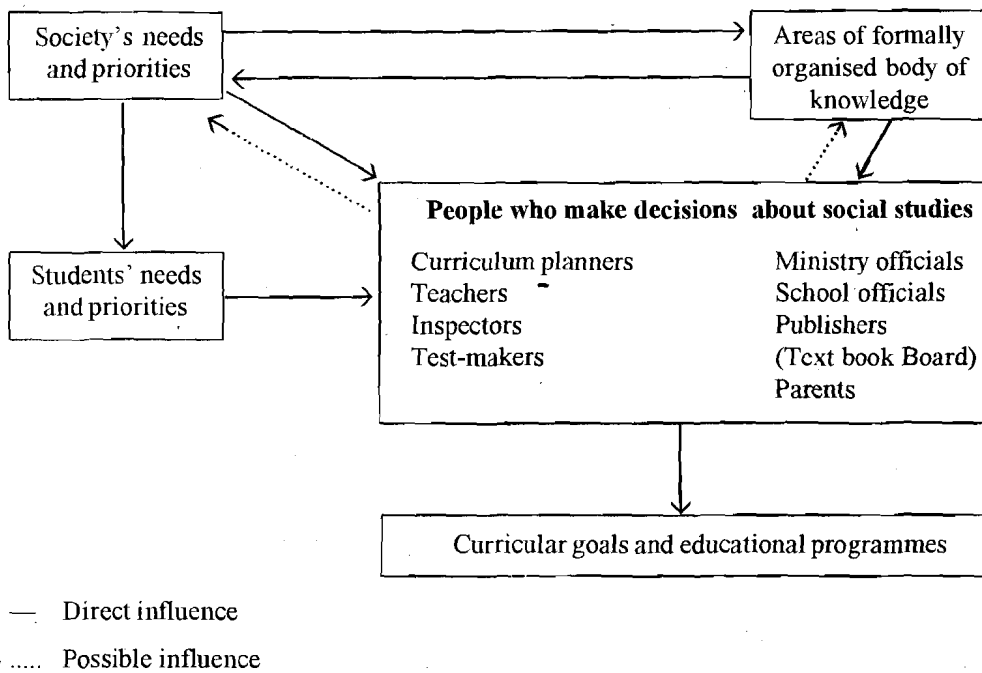 Society's needs
and priorities
Areas of formally
organised body of
knowledge
People who make decisions about social studies
Students' needs
and priorities
Curriculum planners
Teachers
Inspectors
Test-makers
Ministry officials
School officials
Publishers
(Text book Board)
Parents
Curricular goals and educational programmes
— Direct influence
..... Possible influence